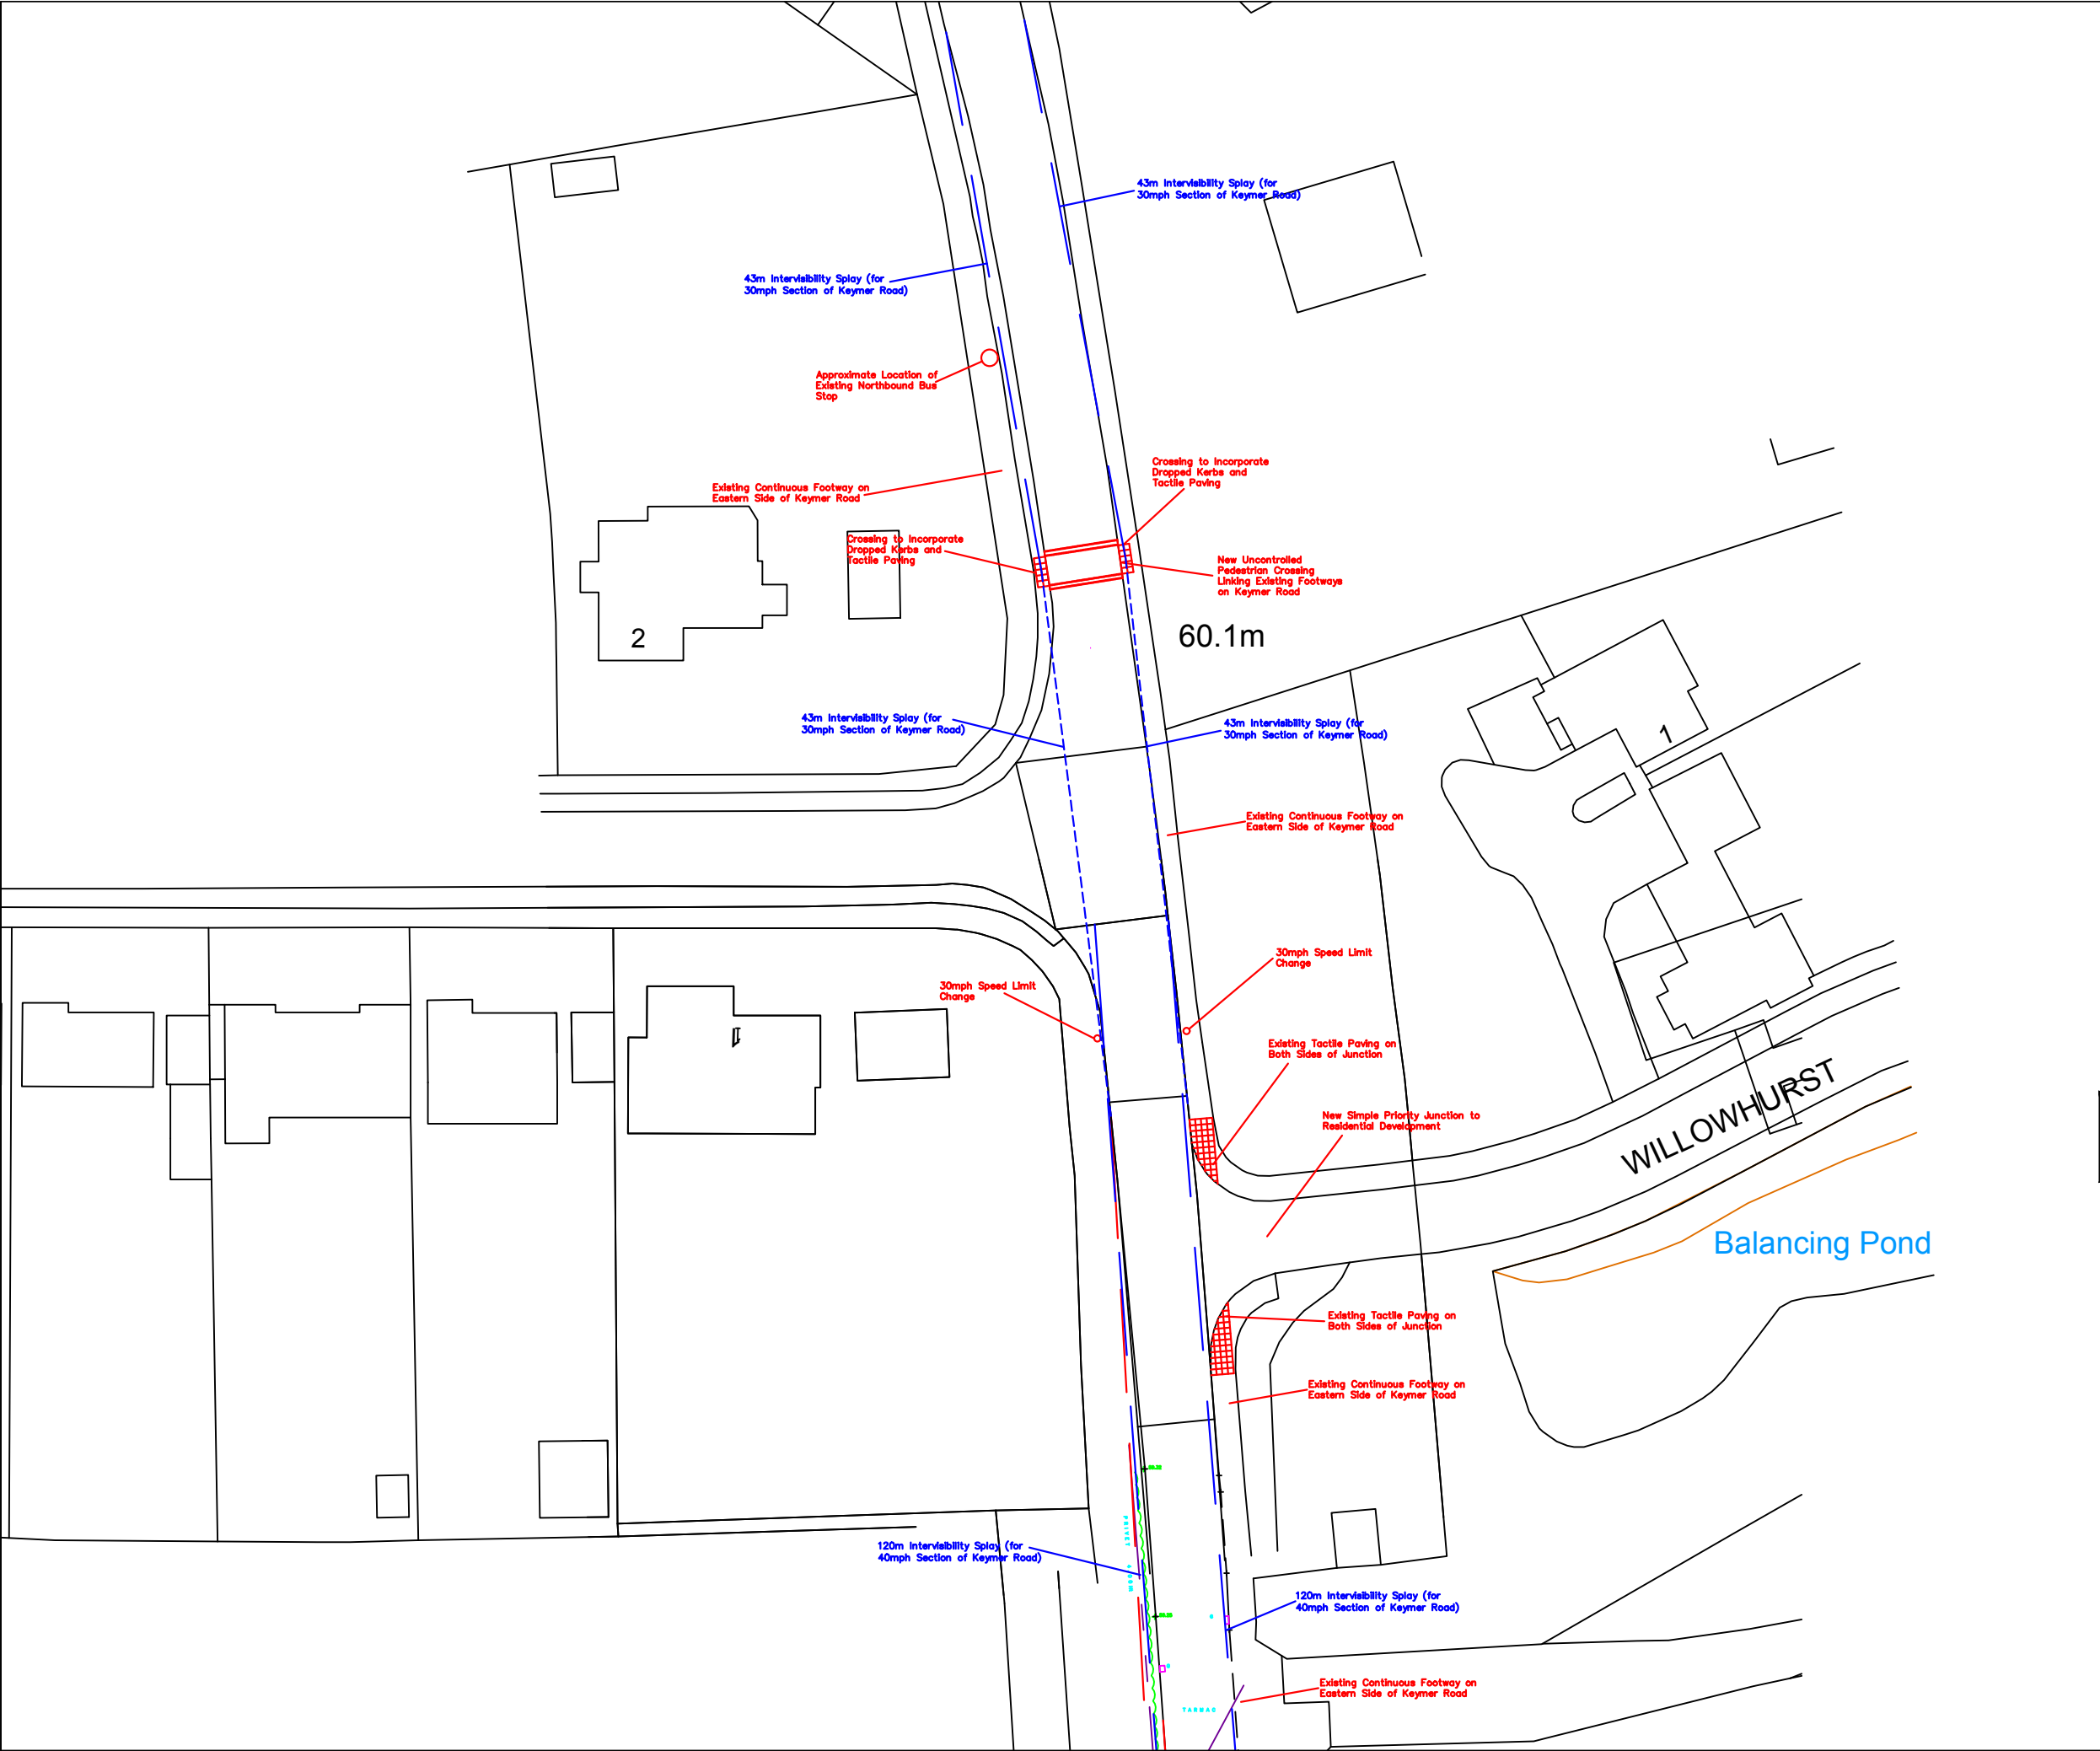 43m Intervisibility Splay (for
30mph Section of Keymer Road)
43m Intervisibility Splay (for
30mph Section of Keymer Road)
Approximate Location of
Existing Northbound Bus
Stop
Crossing to Incorporate
Dropped Kerbs and
Tactile Paving
Existing Continuous Footway on
Eastern Side of Keymer Road
Crossing to Incorporate
Dropped Kerbs and
Tactile Paving
New Uncontrolled
Pedestrian Crossing
Linking Existing Footways
on Keymer Road
2
60.1m
43m Intervisibility Splay (for
30mph Section of Keymer Road)
43m Intervisibility Splay (for
30mph Section of Keymer Road)
1
Existing Continuous Footway on
Eastern Side of Keymer Road
30mph Speed Limit
Change
30mph Speed Limit
Change
Existing Tactile Paving on
Both Sides of Junction
New Simple Priority Junction to
Residential Development
WILLOWHURST
Balancing Pond
Existing Tactile Paving on
Both Sides of Junction
Existing Continuous Footway on
Eastern Side of Keymer Road
PRIVET
120m Intervisibility Splay (for
40mph Section of Keymer Road)
120m Intervisibility Splay (for
40mph Section of Keymer Road)
Existing Continuous Footway on
Eastern Side of Keymer Road
TARMAC